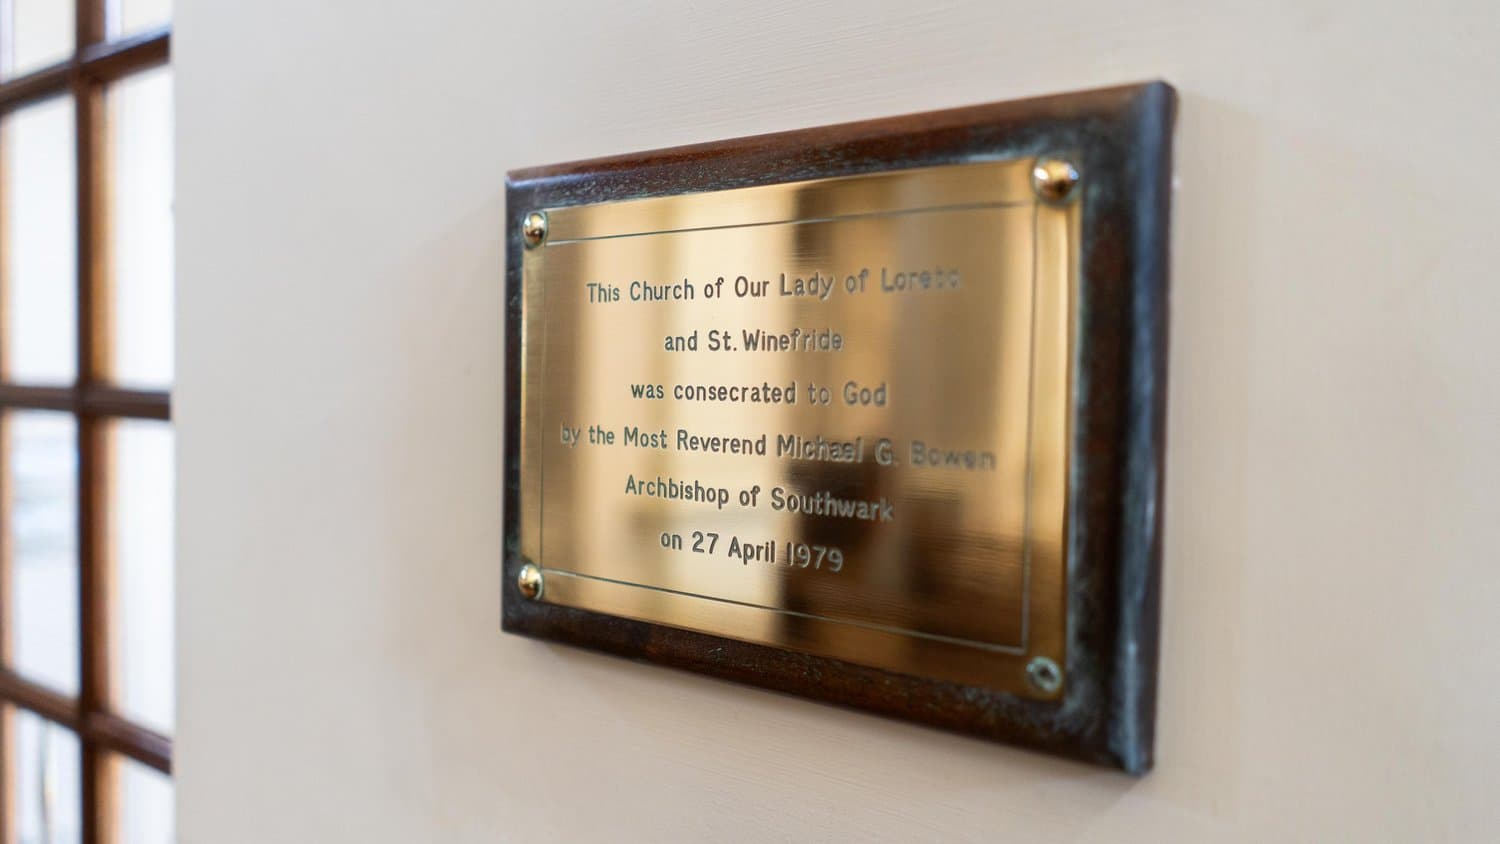 This Church of Our Lady of Loreto
and St. Winefride
was consecrated to God
by the Most Reverend Michael G. Bowen
Archbishop of Southwark
on 27 April 1979